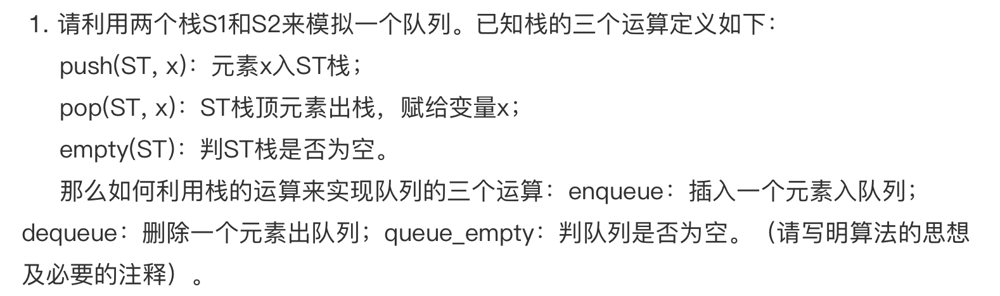 1. 请利用两个栈S1和S2来模拟一个队列。已知栈的三个运算定义如下：
push(ST, x)：元素x入ST栈；
pop(ST, x)：ST栈顶元素出栈，赋给变量x；
empty(ST)：判ST栈是否为空。
那么如何利用栈的运算来实现队列的三个运算：enqueue：插入一个元素入队列；
dequeue：删除一个元素出队列；queue_empty：判队列是否为空。（请写明算法的思想
及必要的注释）。